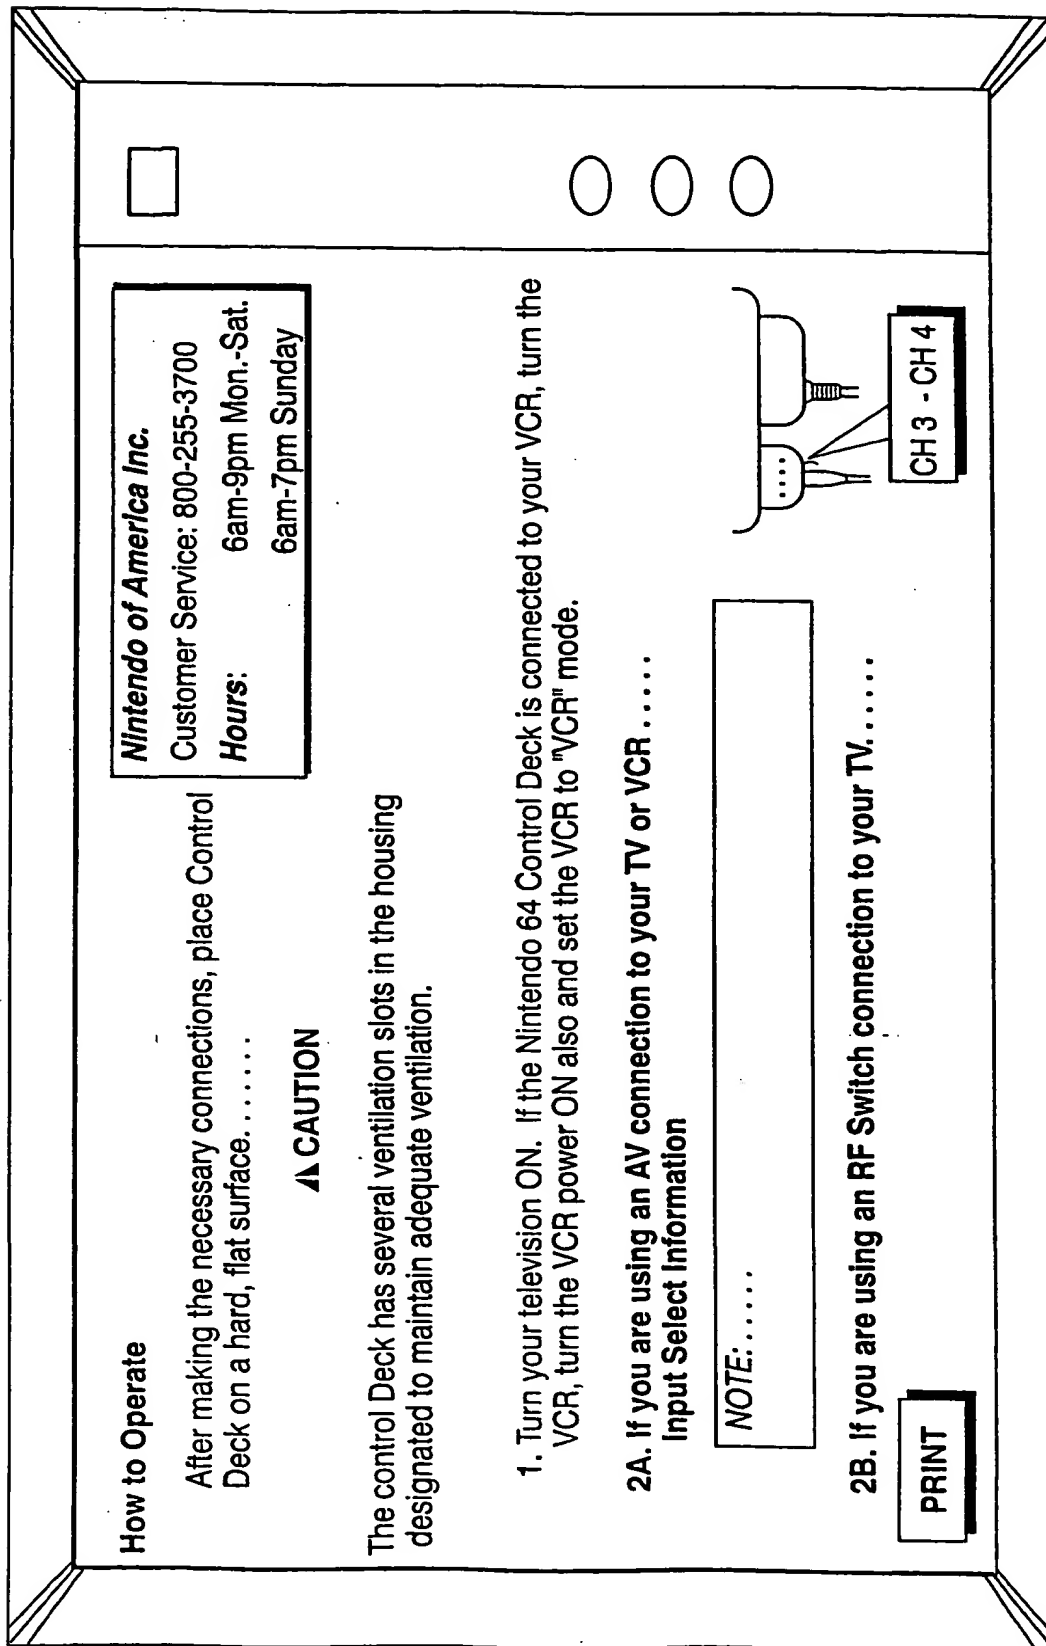 How to Operate
Nintendo of America Inc.
Customer Service: 800-255-3700
Hours: 6am-9pm Mon.-Sat.
6am-7pm Sunday
After making the necessary connections, place Control
Deck on a hard, flat surface.......
CAUTION
The control Deck has several ventilation slots in the housing
designated to maintain adequate ventilation.
1. Turn your television ON. If the Nintendo 64 Control Deck is connected to your VCR, turn the
VCR, turn the VCR power ON also and set the VCR to "VCR" mode.
2A. If you are using an AV connection to your TV or VCR.....
Input Select Information
NOTE:.....
2B. If you are using an RF Switch connection to your TV......
CH 3 - CH 4
PRINT